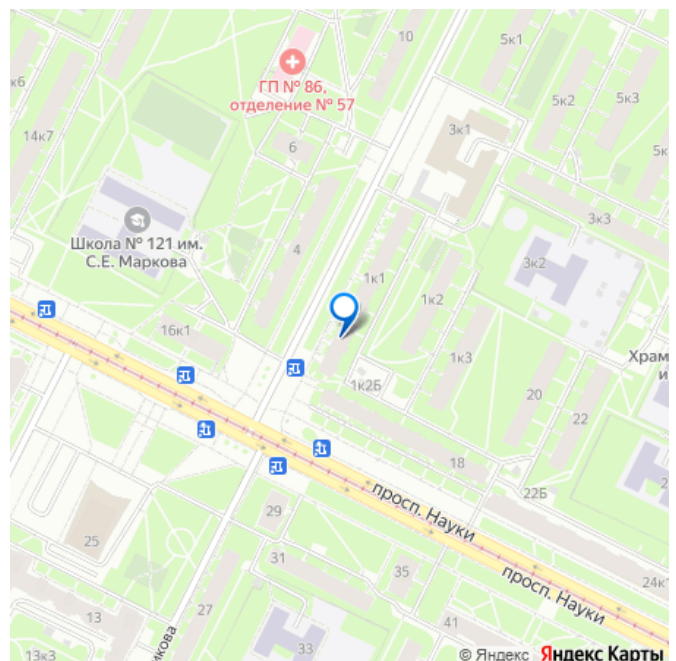 10
5к1
ГП № 86,
отделение № 57
к6
5к2
5к3
14к7
3к1
6
5к
3к3
Школа № 121 им.
С.Е. Маркова
4
3к2
1к1
1к2
16к1
1к3
Храм
и
1к2Б
20
22
18
2
22Б
просп. Науки
29
25
31
35
просп. Науки
24к1
27
13
41
33
икова
13к3
© Яндекс Яндекс Карты